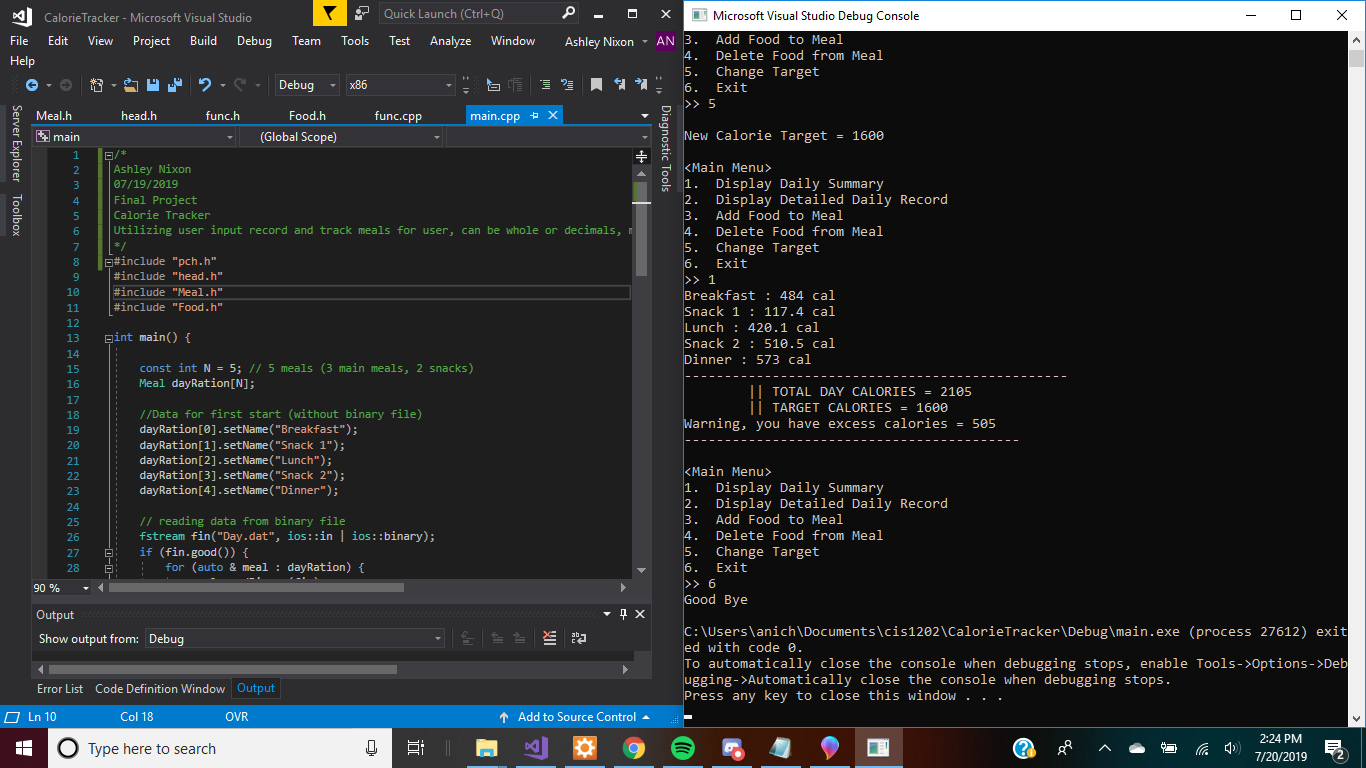 CalorieTracker - Microsoft Visual Studio
Quick Launch (Ctrl+Q)
File Edit View Project Build Debug Team Tools Test Analyze Window Ashley Nixon AN
Help
Debug x86
Server Explorer
Toolbox
Diagnostic Tools
Meal.h head.h func.h Food.h func.cpp main.cpp
main (Global Scope)
1 /*
2 Ashley Nixon
3 07/19/2019
4 Final Project
5 Calorie Tracker
6 Utilizing user input record and track meals for user, can be whole or decimals,
7 */
8 #include "pch.h"
9 #include "head.h"
10 #include "Meal.h"
11 #include "Food.h"
12
13 int main() {
14
15 const int N = 5; // 5 meals (3 main meals, 2 snacks)
16 Meal dayRation[N];
17
18 //Data for first start (without binary file)
19 dayRation[0].setName("Breakfast");
20 dayRation[1].setName("Snack 1");
21 dayRation[2].setName("Lunch");
22 dayRation[3].setName("Snack 2");
23 dayRation[4].setName("Dinner");
24
25 // reading data from binary file
26 fstream fin("Day.dat", ios::in | ios::binary);
27 if (fin.good()) {
28 for (auto & meal : dayRation) {
90 %
Output
Show output from: Debug
Error List Code Definition Window Output
Ln 10 Col 18 OVR Add to Source Control
Microsoft Visual Studio Debug Console
3. Add Food to Meal
4. Delete Food from Meal
5. Change Target
6. Exit
>> 5
New Calorie Target = 1600
<Main Menu>
1. Display Daily Summary
2. Display Detailed Daily Record
3. Add Food to Meal
4. Delete Food from Meal
5. Change Target
6. Exit
>> 1
Breakfast : 484 cal
Snack 1 : 117.4 cal
Lunch : 420.1 cal
Snack 2 : 510.5 cal
Dinner : 573 cal
------------------------------------------------
|| TOTAL DAY CALORIES = 2105
|| TARGET CALORIES = 1600
Warning, you have excess calories = 505
------------------------------------------
<Main Menu>
1. Display Daily Summary
2. Display Detailed Daily Record
3. Add Food to Meal
4. Delete Food from Meal
5. Change Target
6. Exit
>> 6
Good Bye
C:\Users\anich\Documents\cis1202\CalorieTracker\Debug\main.exe (process 27612) exit
ed with code 0.
To automatically close the console when debugging stops, enable Tools->Options->Deb
ugging->Automatically close the console when debugging stops.
Press any key to close this window . . .
Type here to search
2:24 PM
7/20/2019
2